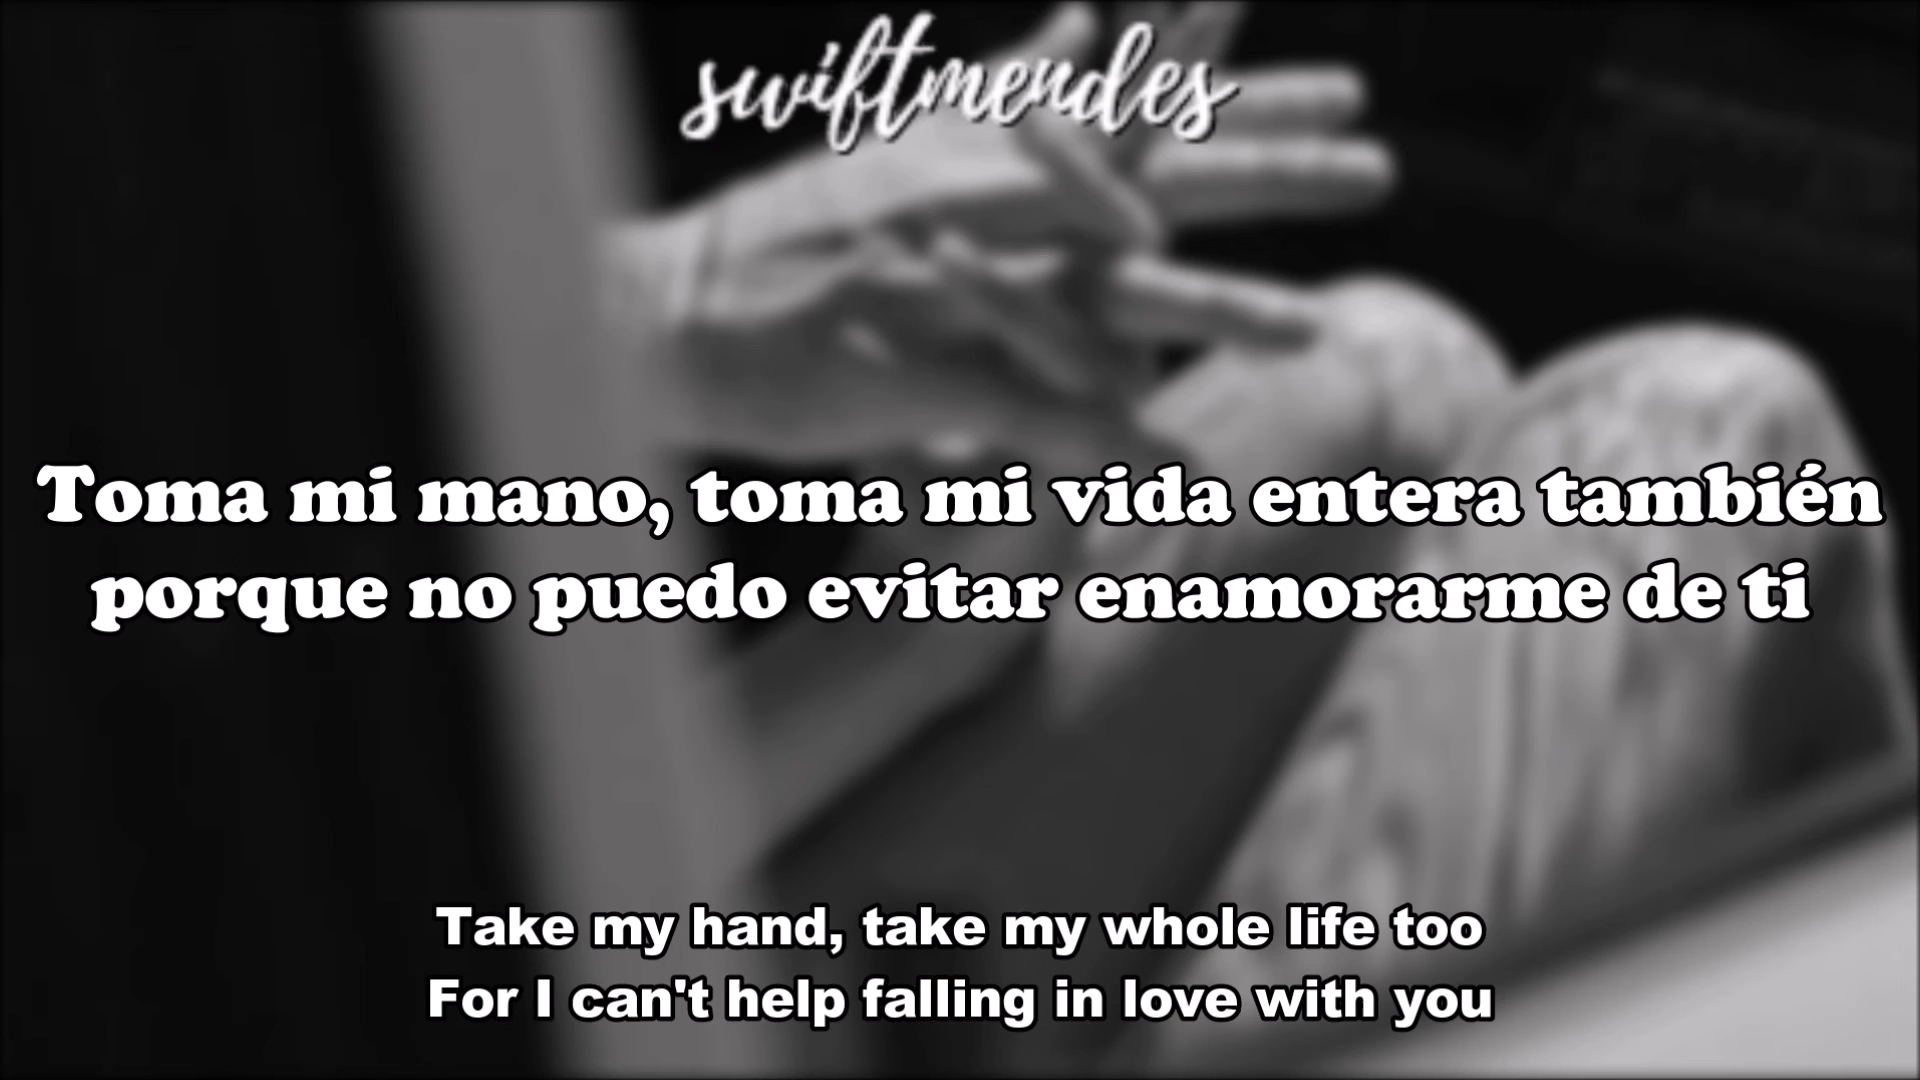 swiftmendes
Toma mi mano, toma mi vida entera también
porque no puedo evitar enamorarme de ti
Take my hand, take my whole life too
For I can't help falling in love with you